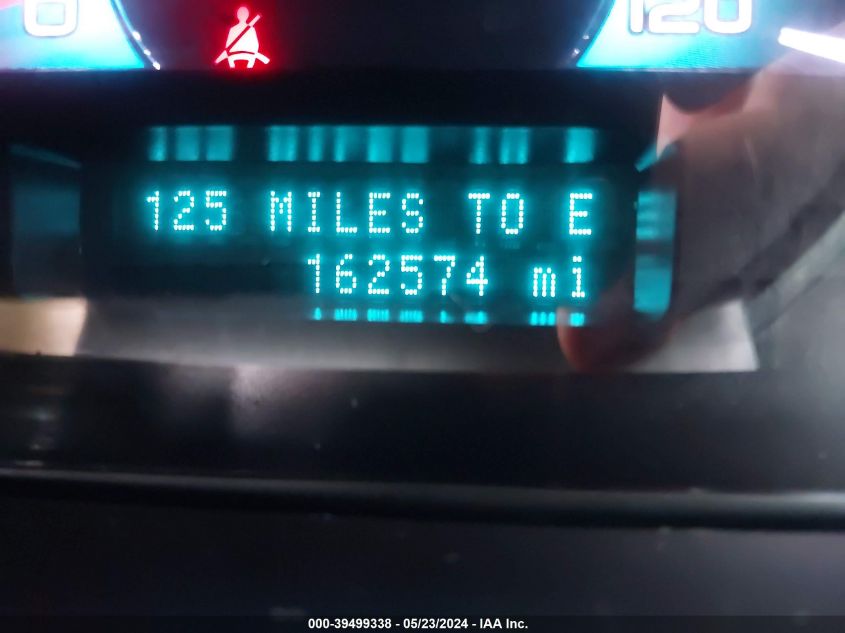 120
125 MILES TO E
162574 mi
000-39499338 - 05/23/2024 - IAA Inc.